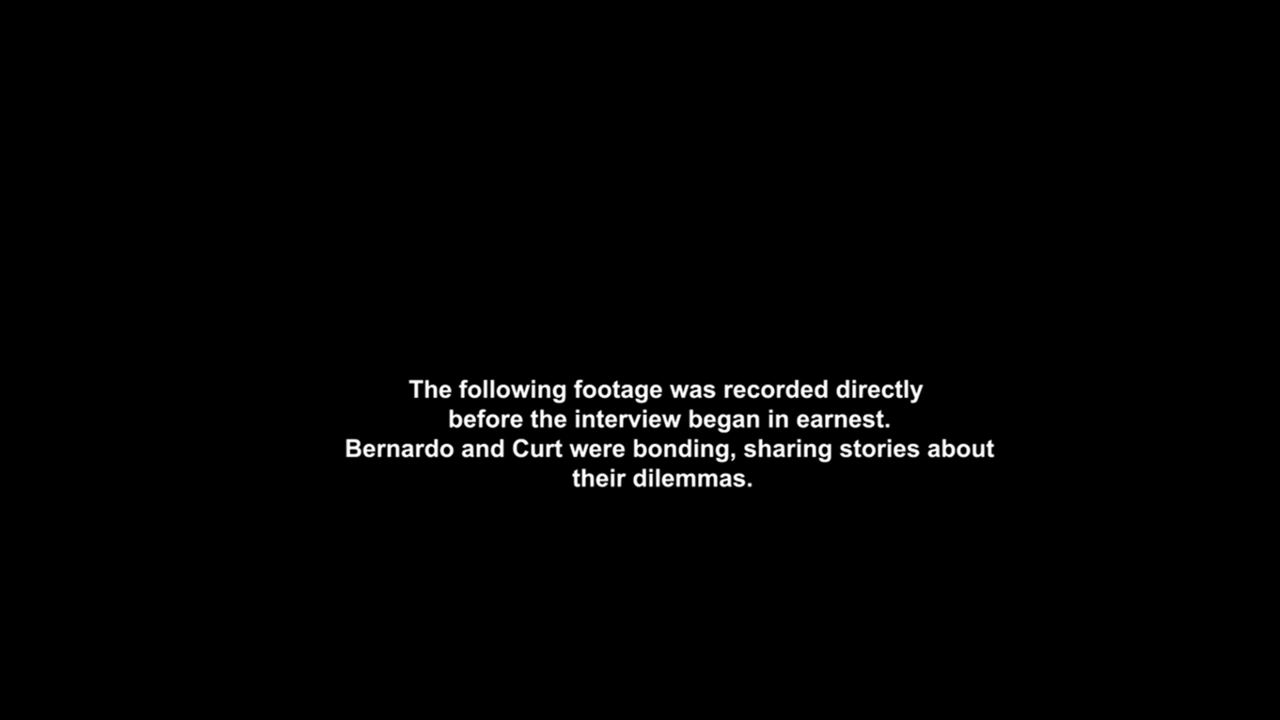 The following footage was recorded directly
before the interview began in earnest.
Bernardo and Curt were bonding, sharing stories about
their dilemmas.